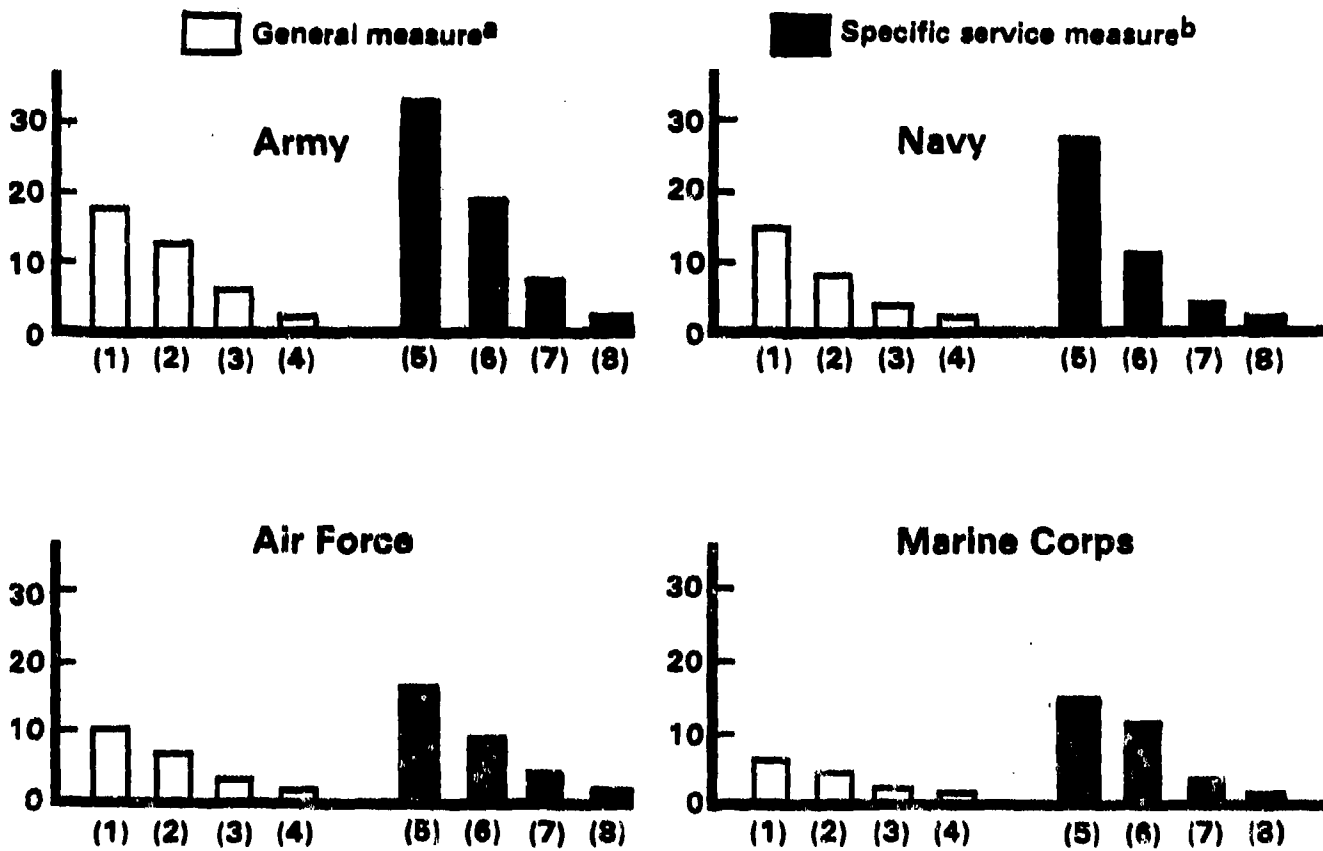 General measureᵃ
Specific service measureᵇ
Army
30
20
10
0
(1) (2) (3) (4) (5) (6) (7) (8)
Navy
30
20
10
0
(1) (2) (3) (4) (5) (6) (7) (8)
Air Force
30
20
10
0
(1) (2) (3) (4) (5) (6) (7) (8)
Marine Corps
30
20
10
0
(1) (2) (3) (4) (5) (6) (7) (8)